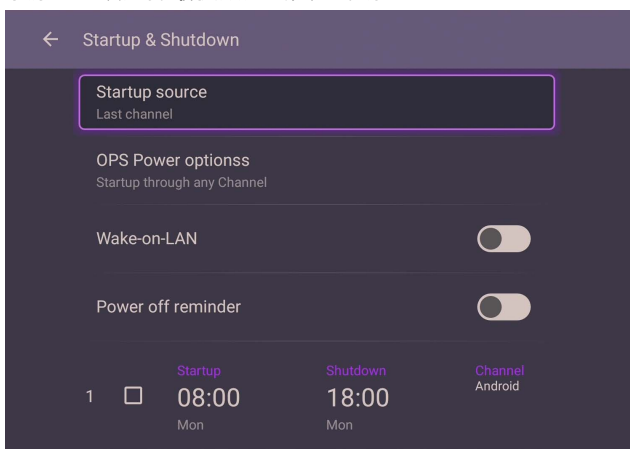 Startup & Shutdown
Startup source
Last channel
OPS Power optionss
Startup through any Channel
Wake-on-LAN
Power off reminder
Startup Shutdown Channel
1 08:00 18:00 Android
Mon Mon